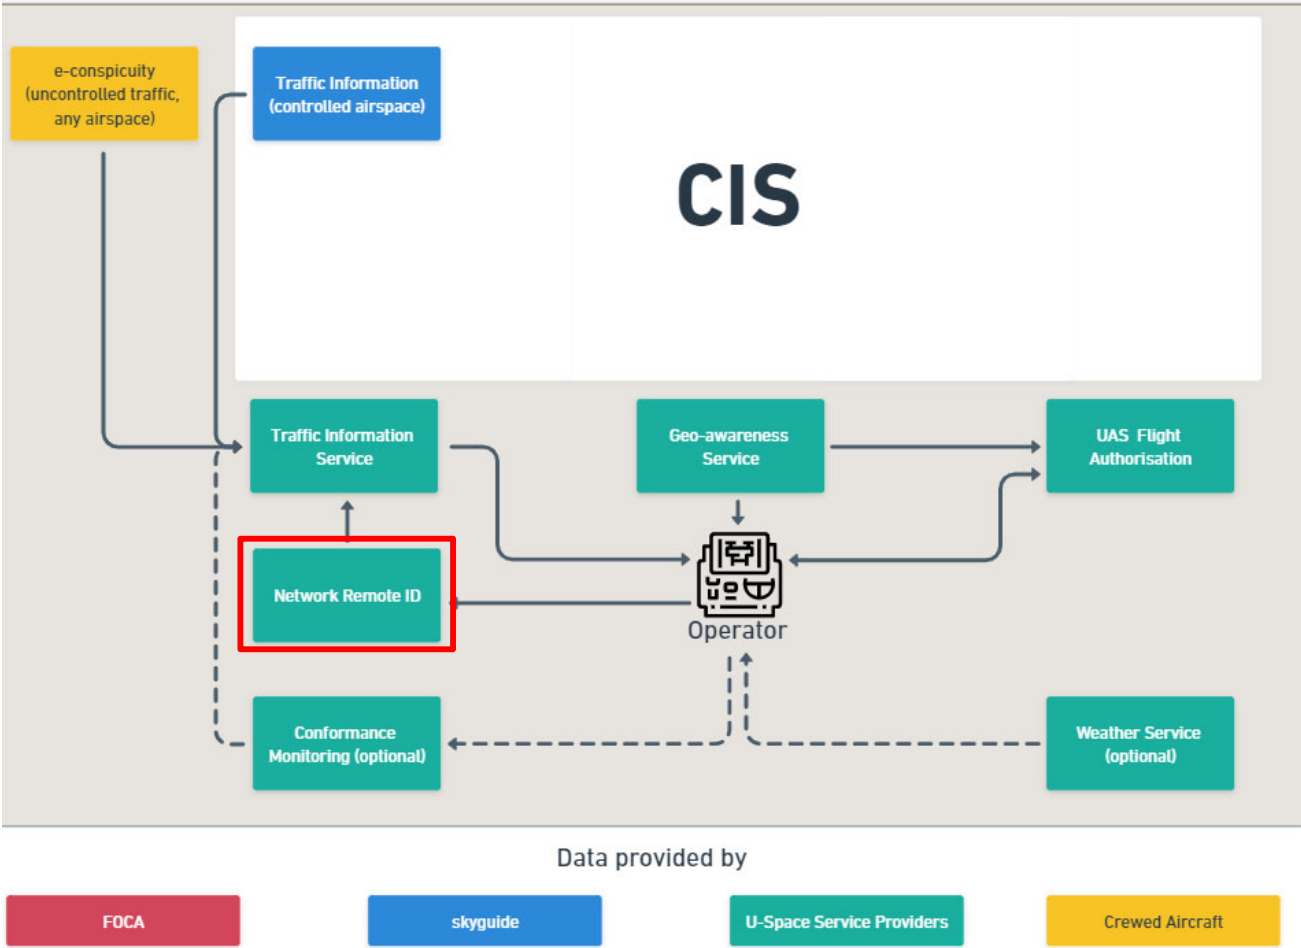 e-conspicuity
(uncontrolled traffic,
any airspace)
Traffic Information
(controlled airspace)
CIS
Traffic Information
Service
Geo-awareness
Service
UAS Flight
Authorisation
Network Remote ID
Operator
Conformance
Monitoring (optional)
Weather Service
(optional)
Data provided by
FOCA
skyguide
U-Space Service Providers
Crewed Aircraft